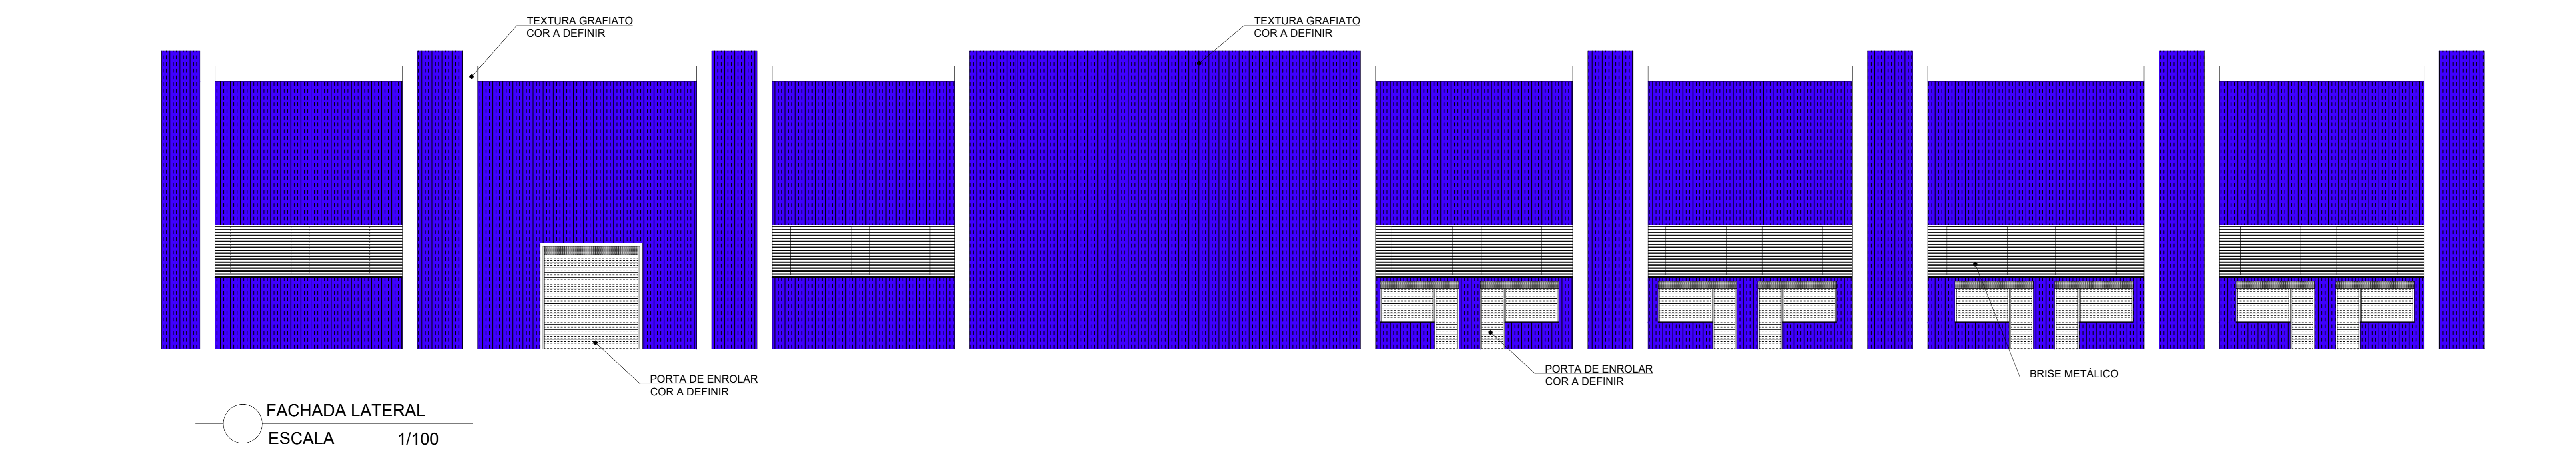 TEXTURA GRAFIATO
COR A DEFINIR
TEXTURA GRAFIATO
COR A DEFINIR
PORTA DE ENROLAR
COR A DEFINIR
PORTA DE ENROLAR
COR A DEFINIR
BRISE METÁLICO
FACHADA LATERAL
ESCALA 1/100